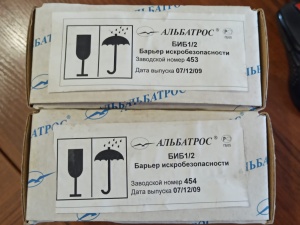 АЛЬБАТРОС®
БИБ1/2
Барьер искробезопасности
Заводской номер 453
Дата выпуска 07/12/09
АЛЬБАТРОС®
БИБ1/2
Барьер искробезопасности
Заводской номер 454
Дата выпуска 07/12/09